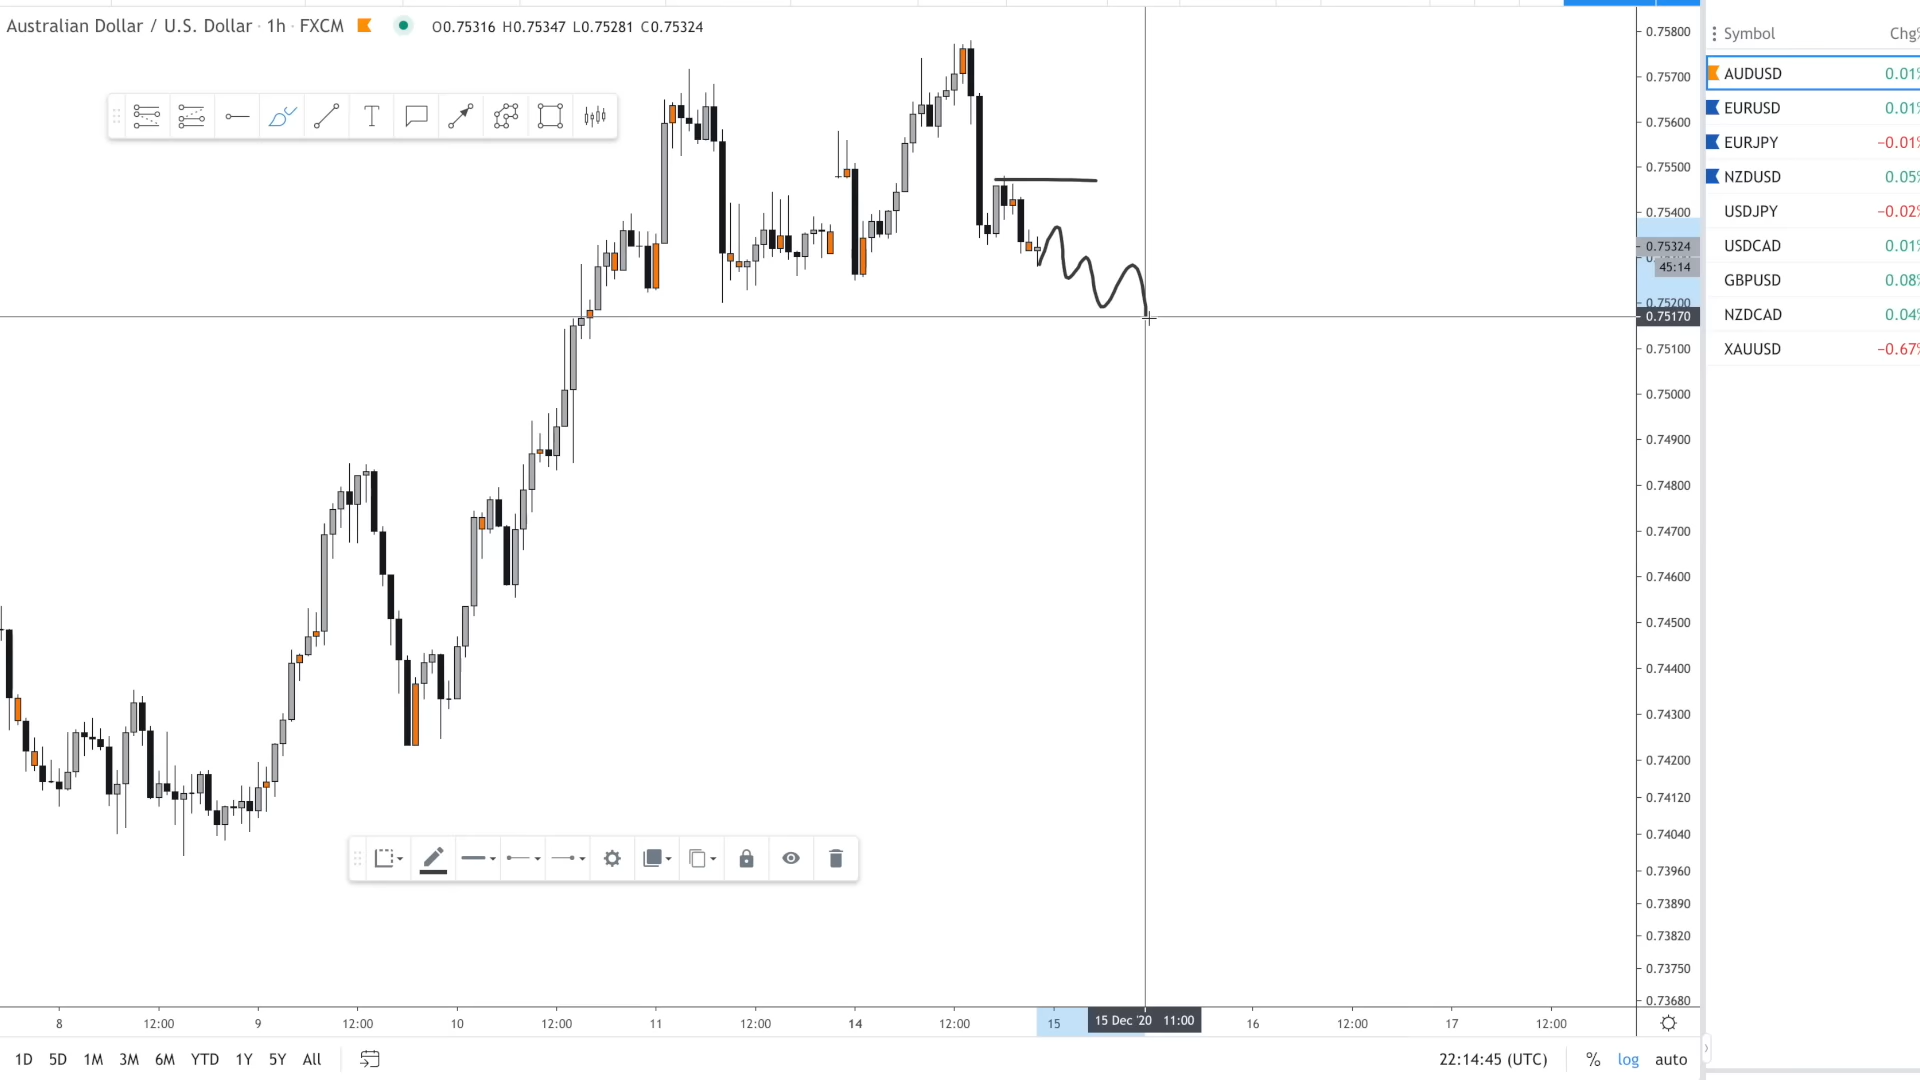 Australian Dollar / U.S. Dollar · 1h · FXCM O0.75316 H0.75347 L0.75281 C0.75324
T
0.75800
0.75700
0.75600
0.75500
0.75400
0.75324
45:14
0.75200
0.75170
0.75100
0.75000
0.74900
0.74800
0.74700
0.74600
0.74500
0.74400
0.74300
0.74200
0.74120
0.74040
0.73960
0.73890
0.73820
0.73750
0.73680
Symbol Chg%
AUDUSD 0.01%
EURUSD 0.01%
EURJPY −0.01%
NZDUSD 0.05%
USDJPY −0.02%
USDCAD 0.01%
GBPUSD 0.08%
NZDCAD 0.04%
XAUUSD −0.67%
8 12:00 9 12:00 10 12:00 11 12:00 14 12:00 15 15 Dec '20 11:00 16 12:00 17 12:00
1D 5D 1M 3M 6M YTD 1Y 5Y All 22:14:45 (UTC) % log auto